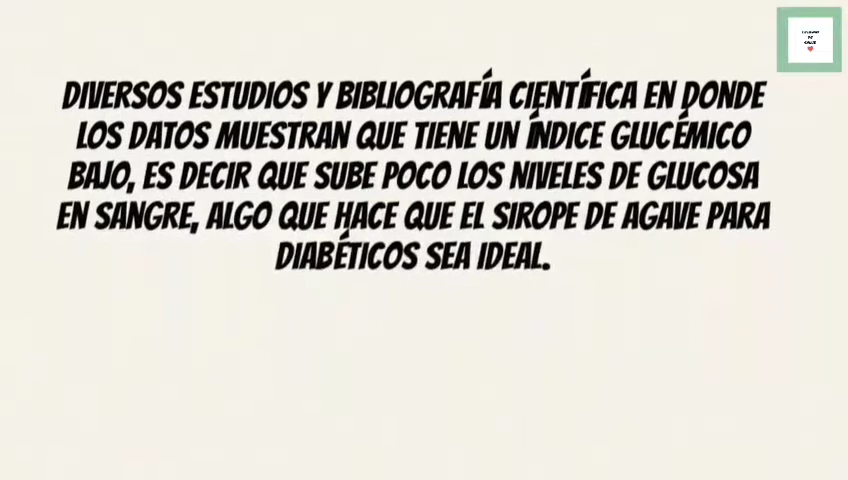 DIVERSOS ESTUDIOS Y BIBLIOGRAFÍA CIENTÍFICA EN DONDE
LOS DATOS MUESTRAN QUE TIENE UN ÍNDICE GLUCÉMICO
BAJO, ES DECIR QUE SUBE POCO LOS NIVELES DE GLUCOSA
EN SANGRE, ALGO QUE HACE QUE EL SIROPE DE AGAVE PARA
DIABÉTICOS SEA IDEAL.